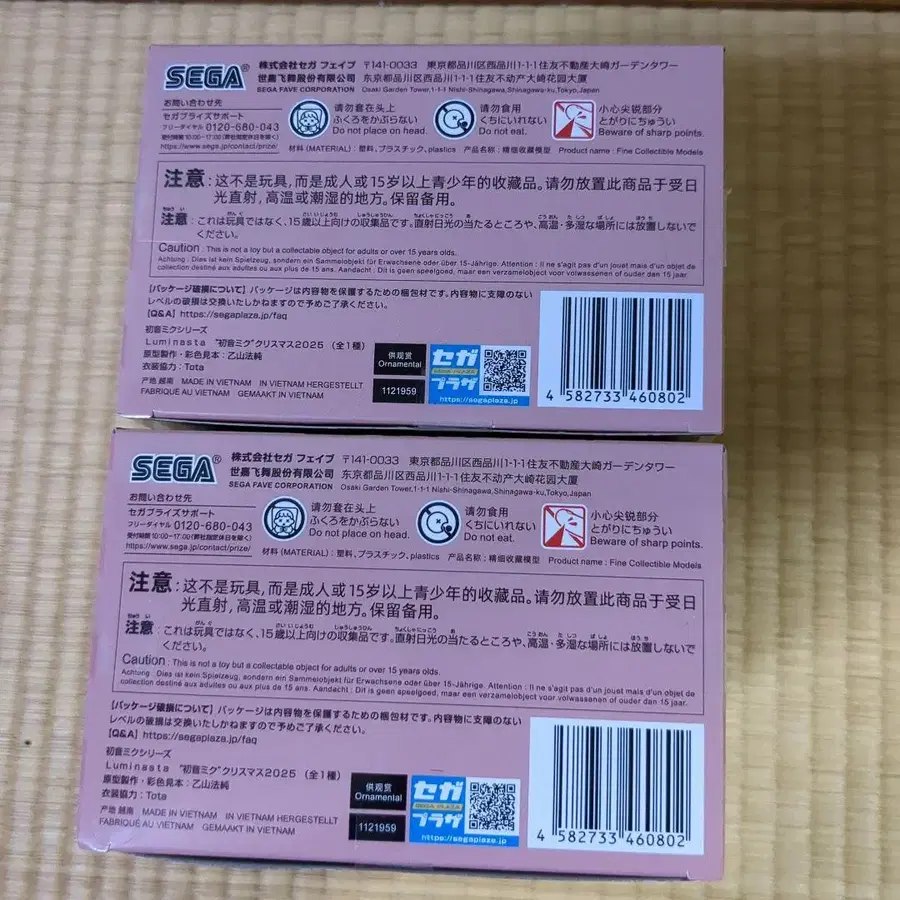 SEGA®
株式会社セガ フェイブ 〒141-0033 東京都品川区西品川1-1-1住友不動産大崎ガーデンタワー
世嘉飞舞股份有限公司 东京都品川区西品川1-1-1住友不动产大崎花园大厦
SEGA FAVE CORPORATION Osaki Garden Tower,1-1-1 Nishi-Shinagawa,Shinagawa-ku,Tokyo,Japan
お問い合わせ先
セガプライズサポート
フリーダイヤル 0120-680-043
受付時間 10:00~17:00(弊社指定休日を除く)
https://www.sega.jp/contact/prize/
请勿套在头上
ふくろをかぶらない
Do not place on head.
请勿食用
くちにいれない
Do not eat.
小心尖锐部分
とがりにちゅうい
Beware of sharp points.
材料 (MATERIAL) : 塑料、プラスチック、plastics 产品名称 : 精细收藏模型 Product name : Fine Collectible Models
注意 : 这不是玩具,而是成人或15岁以上青少年的收藏品。请勿放置此商品于受日
光直射,高温或潮湿的地方。保留备用。
注意 : これは玩具ではなく、15歳以上向けの収集品です。直射日光の当たるところや、高温・多湿な場所には放置しないで
ください。
Caution : This is not a toy but a collectable object for adults or over 15 years olds.
Achtung : Dies ist kein Spielzeug, sondern ein Sammelobjekt für Erwachsene oder über 15-Jährige. Attention : Il ne s'agit pas d'un jouet mais d'un objet de
collection destiné aux adultes ou aux plus de 15 ans. Aandacht : Dit is geen speelgoed, maar een verzamelobject voor volwassenen of ouder dan 15 jaar.
【パッケージ破損について】パッケージは内容物を保護するための梱包材です。内容物に支障のない
レベルの破損は交換いたしかねますので予めご了承ください。
【Q&A】https://segaplaza.jp/faq
初音ミクシリーズ
Luminasta “初音ミク”クリスマス2025 (全1種)
原型製作・彩色見本:乙山法純
衣装協力:Tota
产地 越南 MADE IN VIETNAM IN VIETNAM HERGESTELLT
FABRIQUÉ AU VIETNAM GEMAAKT IN VIETNAM
供观赏
Ornamental
1121959
セガ
SEGA PLAZA
プラザ
https://segaplaza.jp
4 582733 460802
SEGA®
株式会社セガ フェイブ 〒141-0033 東京都品川区西品川1-1-1住友不動産大崎ガーデンタワー
世嘉飞舞股份有限公司 东京都品川区西品川1-1-1住友不动产大崎花园大厦
SEGA FAVE CORPORATION Osaki Garden Tower,1-1-1 Nishi-Shinagawa,Shinagawa-ku,Tokyo,Japan
お問い合わせ先
セガプライズサポート
フリーダイヤル 0120-680-043
受付時間 10:00~17:00(弊社指定休日を除く)
https://www.sega.jp/contact/prize/
请勿套在头上
ふくろをかぶらない
Do not place on head.
请勿食用
くちにいれない
Do not eat.
小心尖锐部分
とがりにちゅうい
Beware of sharp points.
材料 (MATERIAL) : 塑料、プラスチック、plastics 产品名称 : 精细收藏模型 Product name : Fine Collectible Models
注意 : 这不是玩具,而是成人或15岁以上青少年的收藏品。请勿放置此商品于受日
光直射,高温或潮湿的地方。保留备用。
注意 : これは玩具ではなく、15歳以上向けの収集品です。直射日光の当たるところや、高温・多湿な場所には放置しないで
ください。
Caution : This is not a toy but a collectable object for adults or over 15 years olds.
Achtung : Dies ist kein Spielzeug, sondern ein Sammelobjekt für Erwachsene oder über 15-Jährige. Attention : Il ne s'agit pas d'un jouet mais d'un objet de
collection destiné aux adultes ou aux plus de 15 ans. Aandacht : Dit is geen speelgoed, maar een verzamelobject voor volwassenen of ouder dan 15 jaar.
【パッケージ破損について】パッケージは内容物を保護するための梱包材です。内容物に支障のない
レベルの破損は交換いたしかねますので予めご了承ください。
【Q&A】https://segaplaza.jp/faq
初音ミクシリーズ
Luminasta “初音ミク”クリスマス2025 (全1種)
原型製作・彩色見本:乙山法純
衣装協力:Tota
产地 越南 MADE IN VIETNAM IN VIETNAM HERGESTELLT
FABRIQUÉ AU VIETNAM GEMAAKT IN VIETNAM
供观赏
Ornamental
1121959
セガ
SEGA PLAZA
プラザ
https://segaplaza.jp
4 582733 460802